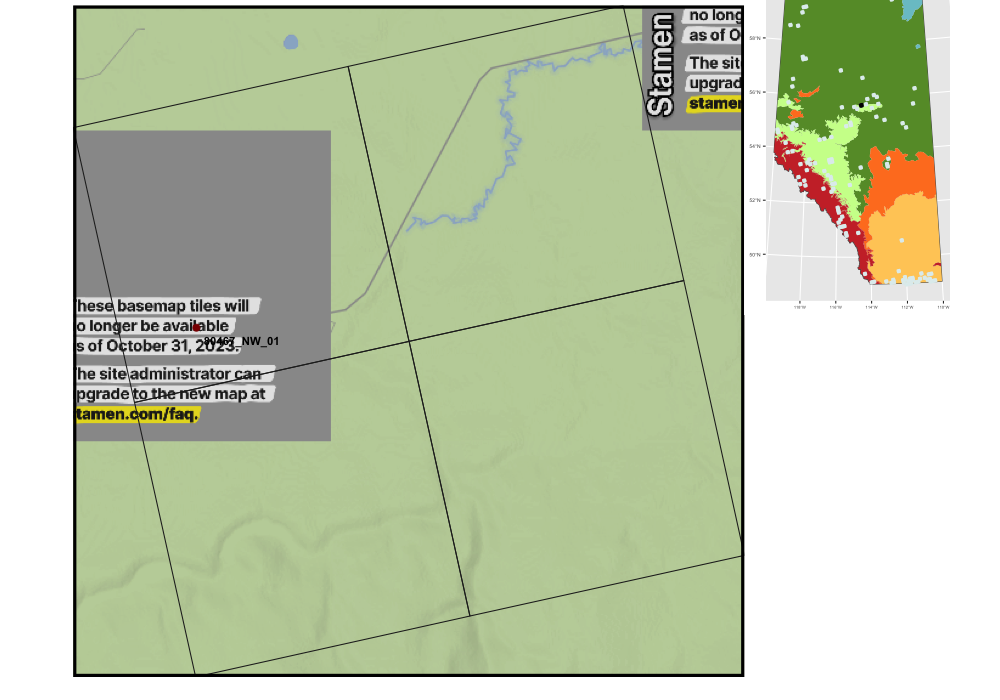 Stamen
no long
as of O
The site
upgrad
stamen
hese basemap tiles will
o longer be available
s of October 31, 2023.
80467_NW_01
he site administrator can
pgrade to the new map at
tamen.com/faq.
58°N
56°N
54°N
52°N
50°N
118°W 116°W 114°W 112°W 110°W